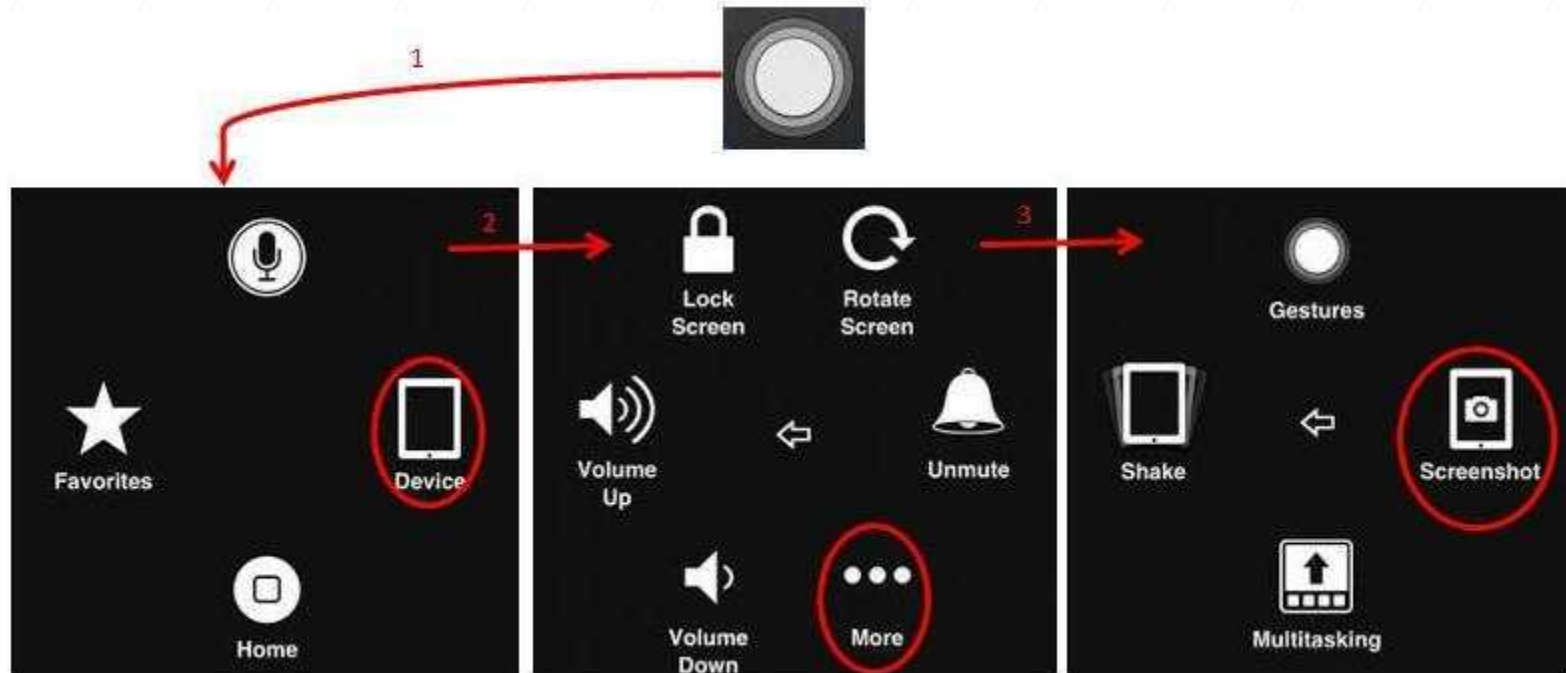 1
2
3
Favorites
Device
Home
Lock
Screen
Rotate
Screen
Volume
Up
Unmute
Volume
Down
More
Gestures
Shake
Screenshot
Multitasking